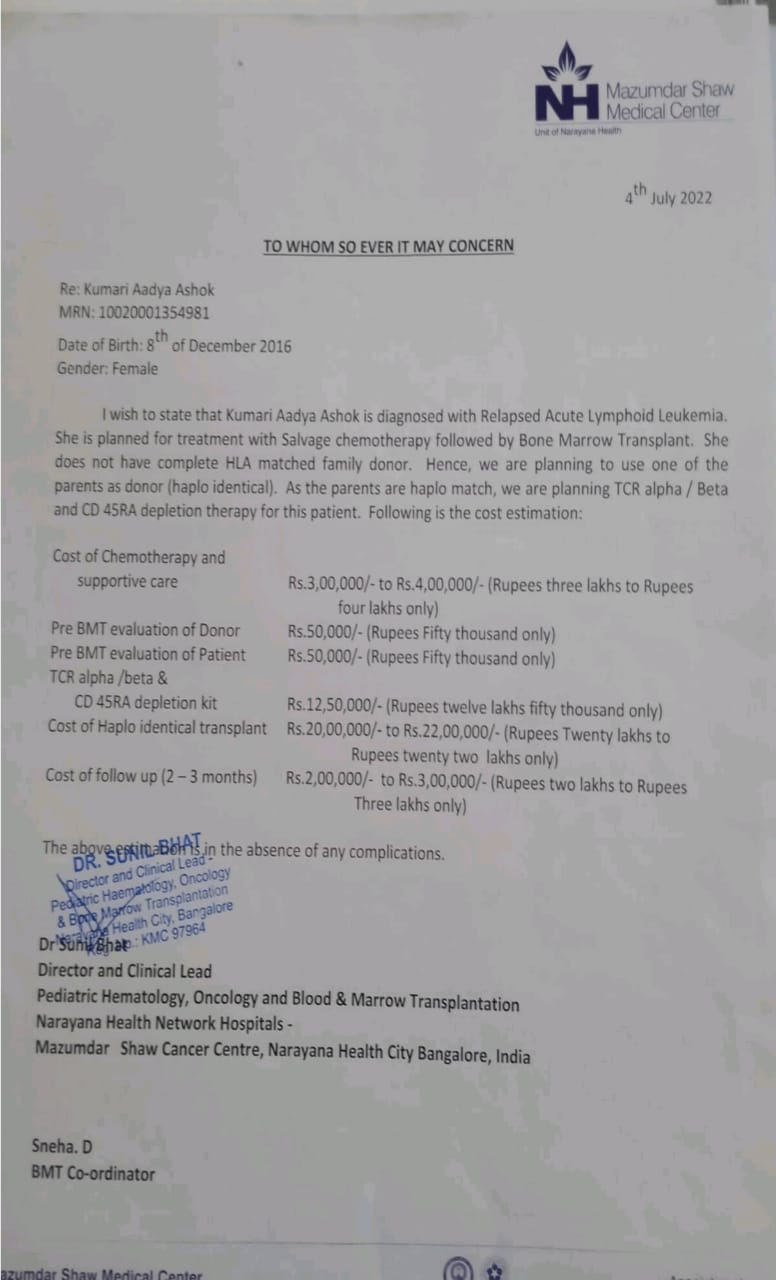 NH Mazumdar Shaw
Medical Center
Unit of Narayana Health
4th July 2022
TO WHOM SO EVER IT MAY CONCERN
Re: Kumari Aadya Ashok
MRN: 10020001354981
Date of Birth: 8th of December 2016
Gender: Female
I wish to state that Kumari Aadya Ashok is diagnosed with Relapsed Acute Lymphoid Leukemia.
She is planned for treatment with Salvage chemotherapy followed by Bone Marrow Transplant. She
does not have complete HLA matched family donor. Hence, we are planning to use one of the
parents as donor (haplo identical). As the parents are haplo match, we are planning TCR alpha / Beta
and CD 45RA depletion therapy for this patient. Following is the cost estimation:
Cost of Chemotherapy and
supportive care Rs.3,00,000/- to Rs.4,00,000/- (Rupees three lakhs to Rupees
four lakhs only)
Pre BMT evaluation of Donor Rs.50,000/- (Rupees Fifty thousand only)
Pre BMT evaluation of Patient Rs.50,000/- (Rupees Fifty thousand only)
TCR alpha /beta &
CD 45RA depletion kit Rs.12,50,000/- (Rupees twelve lakhs fifty thousand only)
Cost of Haplo identical transplant Rs.20,00,000/- to Rs.22,00,000/- (Rupees Twenty lakhs to
Rupees twenty two lakhs only)
Cost of follow up (2 – 3 months) Rs.2,00,000/- to Rs.3,00,000/- (Rupees two lakhs to Rupees
Three lakhs only)
The above estimation is in the absence of any complications.
DR. SUNIL BHAT
Director and Clinical Lead -
Pediatric Haematology, Oncology
& Bone Marrow Transplantation
Narayana Health City, Bangalore
Reg. No.: KMC 97964
Dr Sunil Bhat
Director and Clinical Lead
Pediatric Hematology, Oncology and Blood & Marrow Transplantation
Narayana Health Network Hospitals -
Mazumdar Shaw Cancer Centre, Narayana Health City Bangalore, India
Sneha. D
BMT Co-ordinator
azumdar Shaw Medical Center